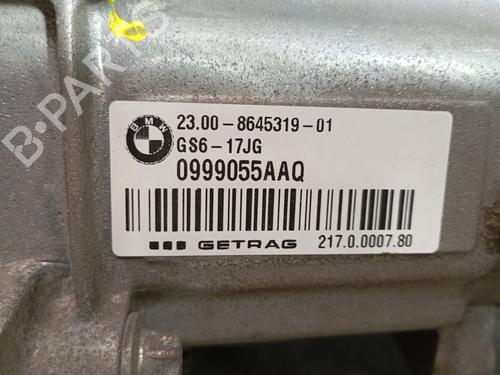 B-PARTS
BMW
23.00-8645319-01
GS6-17JG
0999055AAQ
GETRAG 217.0.0007.80